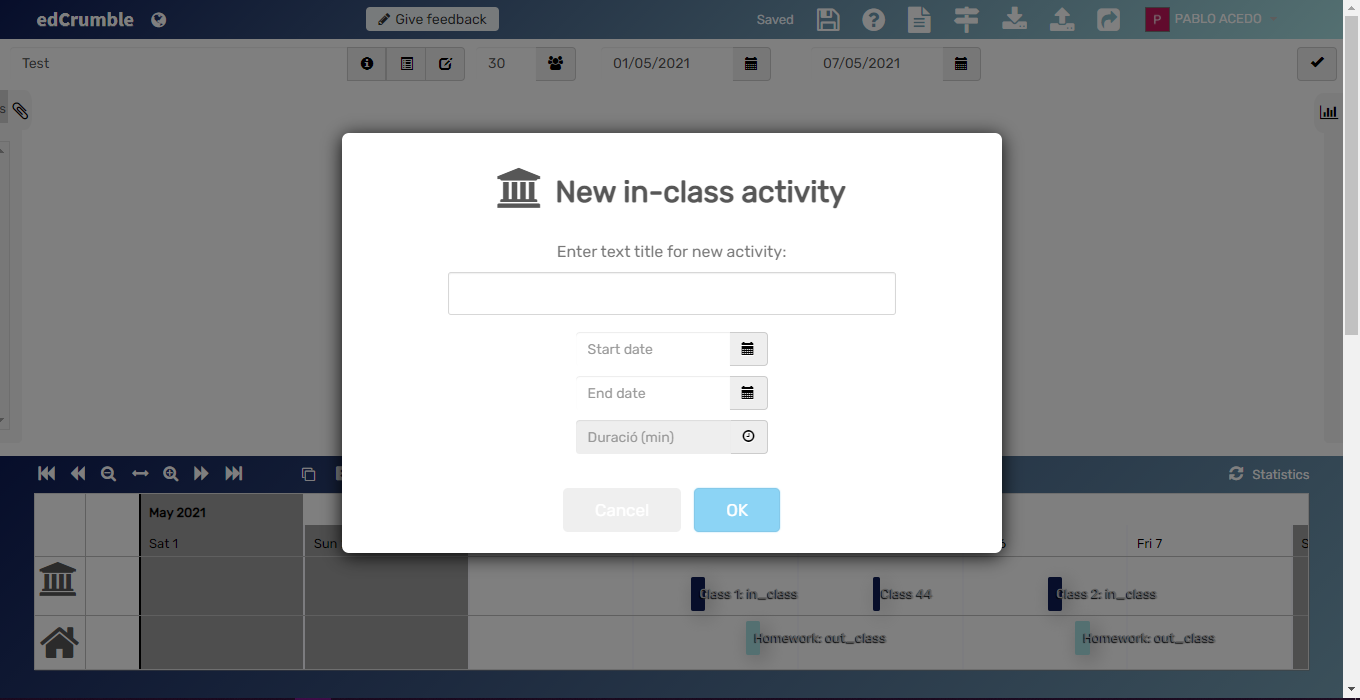 edCrumble Give feedback Saved P PABLO ACEDO
Test 30 01/05/2021 07/05/2021
s
New in-class activity
Enter text title for new activity:
Start date
End date
Duració (min)
Cancel OK
Statistics
May 2021
Sat 1 Sun Fri 7 S
Class 1: in_class Class 44 Class 2: in_class
Homework: out_class Homework: out_class